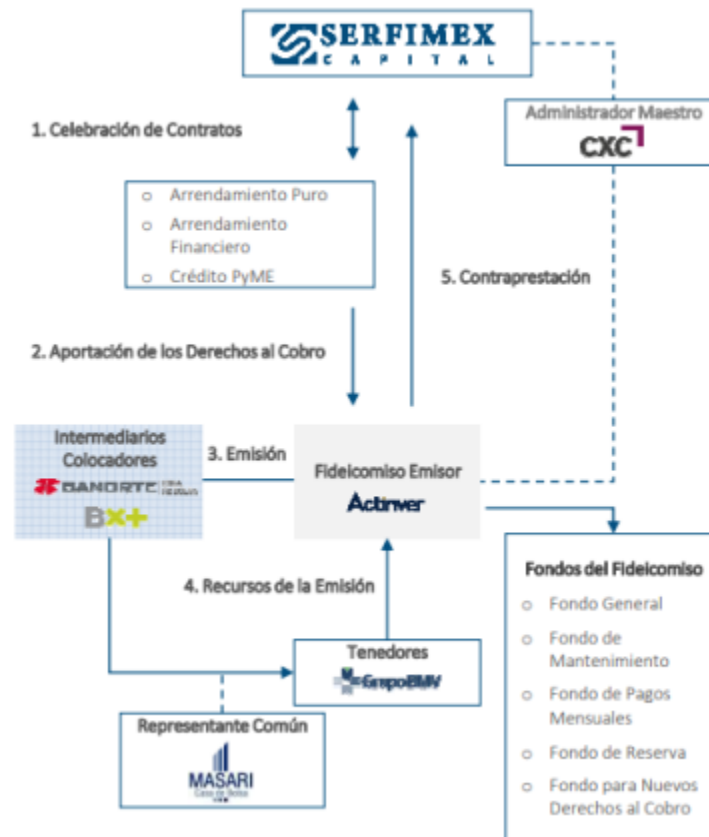 SERFIMEX
CAPITAL
1. Celebración de Contratos
Administrador Maestro
CXC
o Arrendamiento Puro
o Arrendamiento
Financiero
o Crédito PyME
5. Contraprestación
2. Aportación de los Derechos al Cobro
Intermediarios
Colocadores
BANORTE
Bx+
3. Emisión
Fideicomiso Emisor
Actinver
4. Recursos de la Emisión
Fondos del Fideicomiso
o Fondo General
o Fondo de
Mantenimiento
o Fondo de Pagos
Mensuales
o Fondo de Reserva
o Fondo para Nuevos
Derechos al Cobro
Tenedores
GrupoBMV
Representante Común
MASARI
Casa de Bolsa